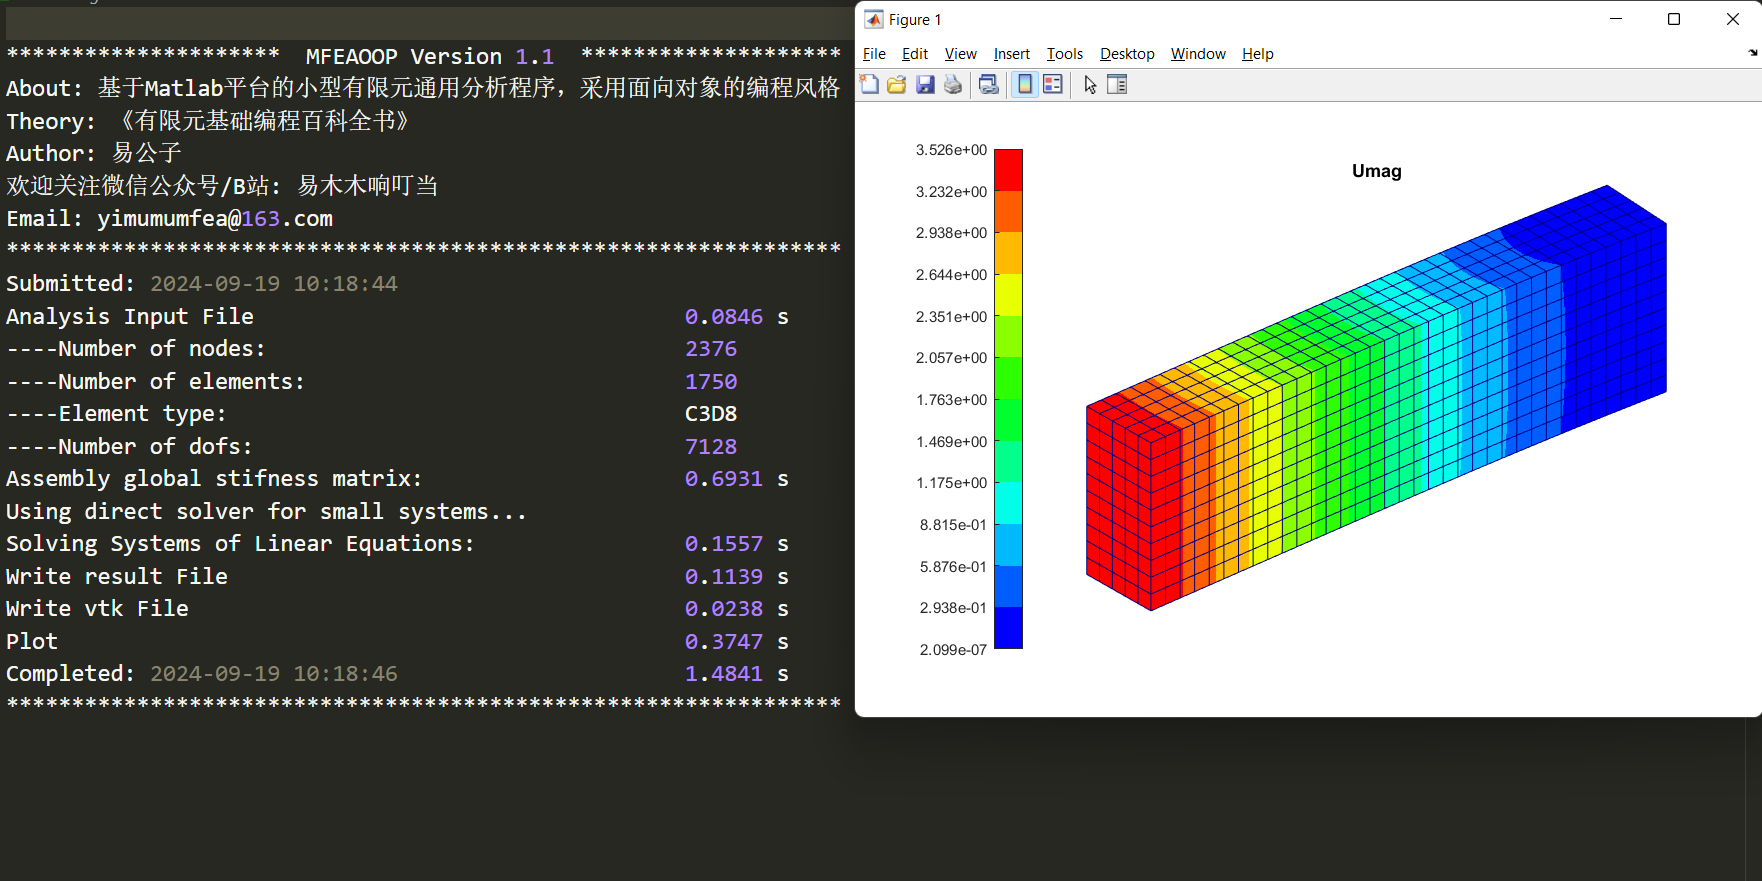 ********************* MFEAOOP Version 1.1 ********************
About: 基于Matlab平台的小型有限元通用分析程序，采用面向对象的编程风格
Theory: 《有限元基础编程百科全书》
Author: 易公子
欢迎关注微信公众号/B站: 易木木响叮当
Email: yimumumfea@163.com
****************************************************************
Submitted: 2024-09-19 10:18:44
Analysis Input File 0.0846 s
----Number of nodes: 2376
----Number of elements: 1750
----Element type: C3D8
----Number of dofs: 7128
Assembly global stifness matrix: 0.6931 s
Using direct solver for small systems...
Solving Systems of Linear Equations: 0.1557 s
Write result File 0.1139 s
Write vtk File 0.0238 s
Plot 0.3747 s
Completed: 2024-09-19 10:18:46 1.4841 s
****************************************************************
Figure 1
File Edit View Insert Tools Desktop Window Help
Umag
3.526e+00
3.232e+00
2.938e+00
2.644e+00
2.351e+00
2.057e+00
1.763e+00
1.469e+00
1.175e+00
8.815e-01
5.876e-01
2.938e-01
2.099e-07